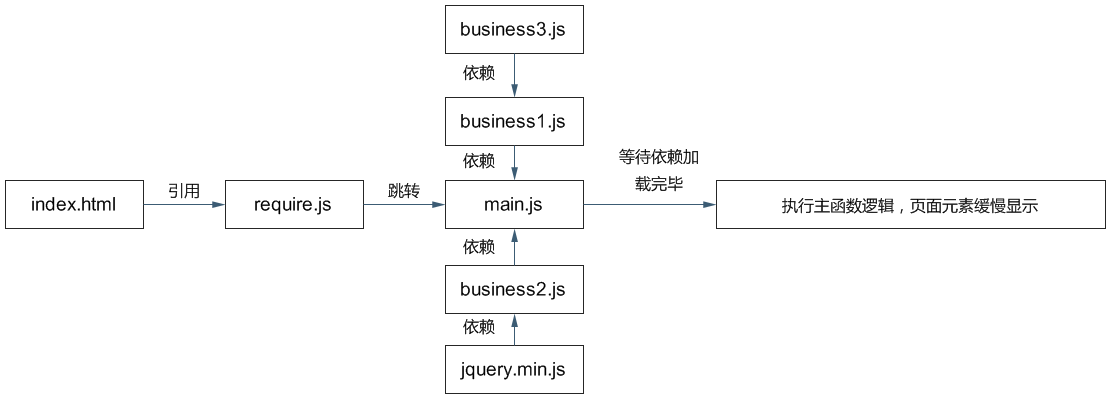 business3.js
依赖
business1.js
依赖
index.html
引用
require.js
跳转
main.js
等待依赖加
载完毕
执行主函数逻辑，页面元素缓慢显示
依赖
business2.js
依赖
jquery.min.js